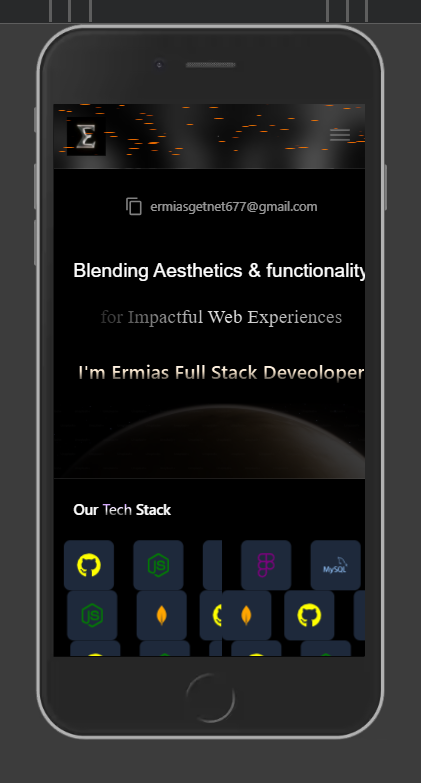 Σ
ermiasgetnet677@gmail.com
Blending Aesthetics & functionality
for Impactful Web Experiences
I'm Ermias Full Stack Deveoloper
Our Tech Stack
JS
MySQL
JS